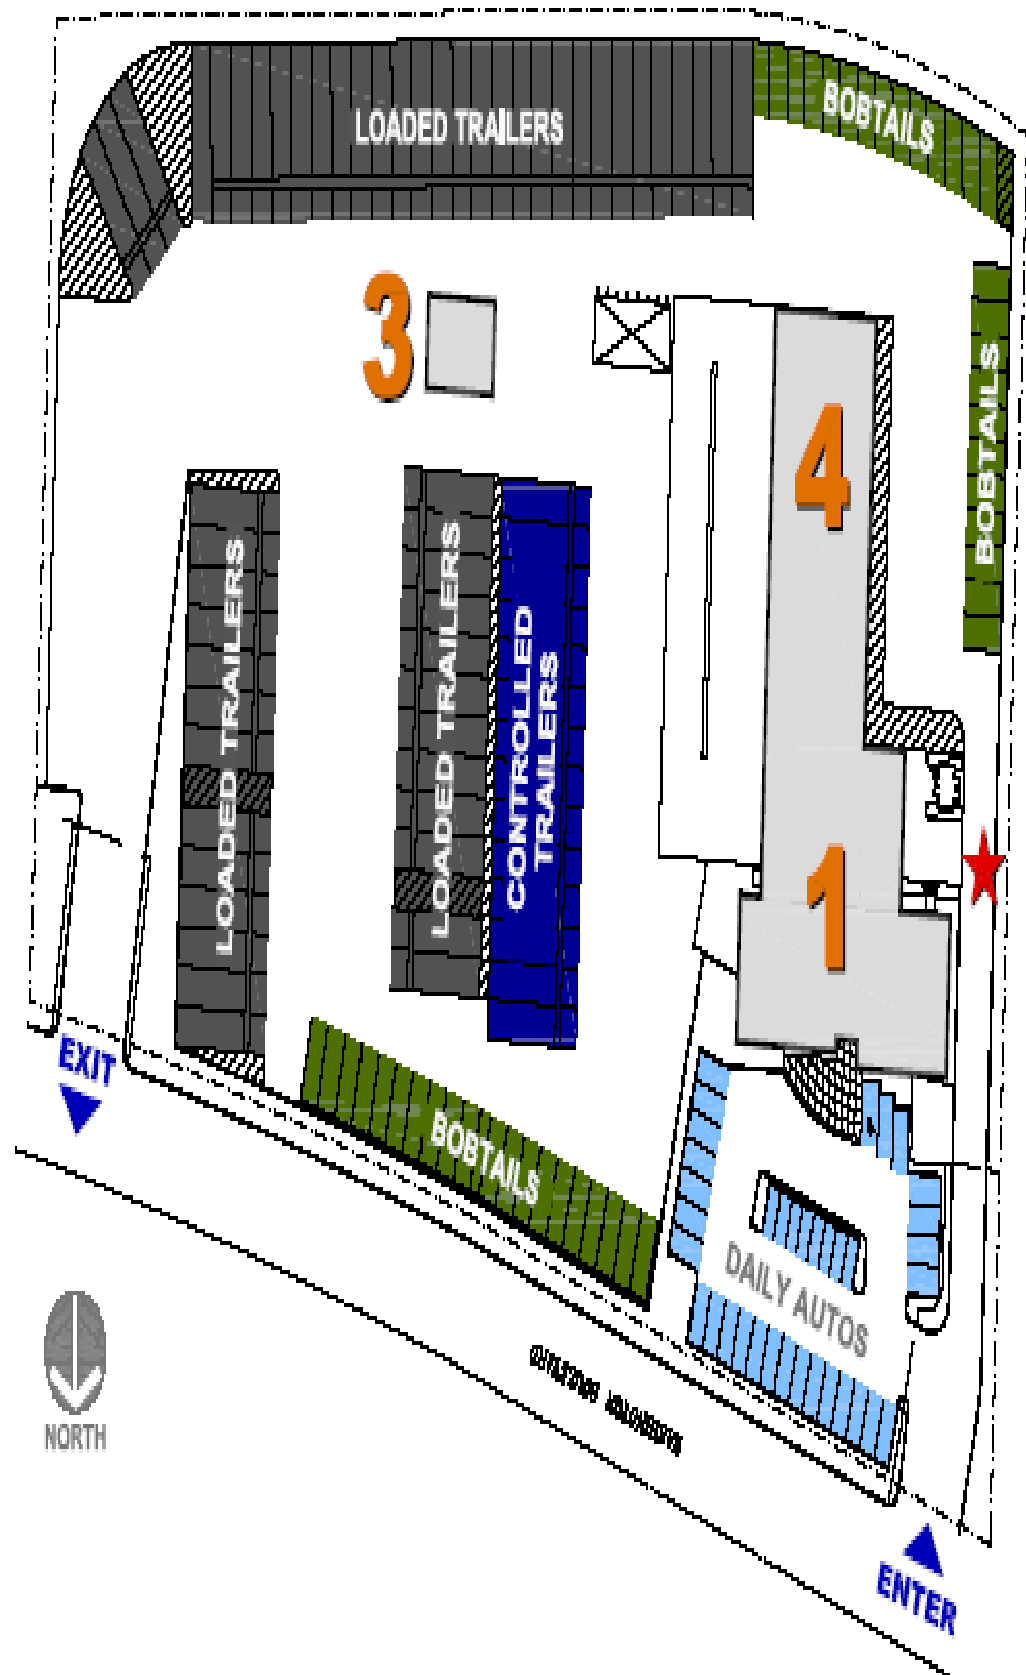 LOADED TRAILERS
BOBTAILS
3
4
BOBTAILS
LOADED TRAILERS
LOADED TRAILERS
CONTROLLED
TRAILERS
1
EXIT
BOBTAILS
DAILY AUTOS
NORTH
ENTER